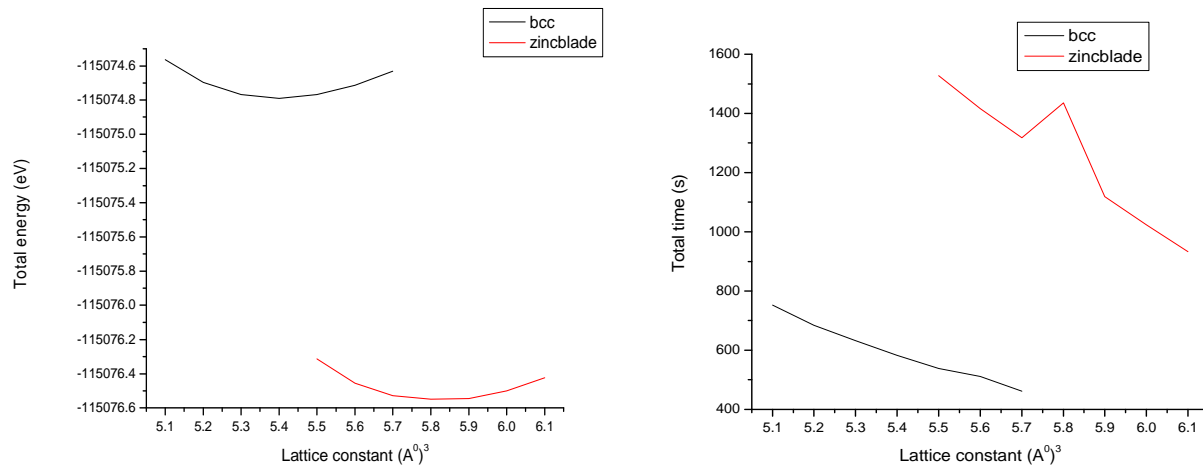 bcc
zincblade
-115074.6
-115074.8
-115075.0
-115075.2
-115075.4
-115075.6
-115075.8
-115076.0
-115076.2
-115076.4
-115076.6
Total energy (eV)
5.1 5.2 5.3 5.4 5.5 5.6 5.7 5.8 5.9 6.0 6.1
Lattice constant (A⁰)³
bcc
zincblade
1600
1400
1200
1000
800
600
400
Total time (s)
5.1 5.2 5.3 5.4 5.5 5.6 5.7 5.8 5.9 6.0 6.1
Lattice constant (A⁰)³